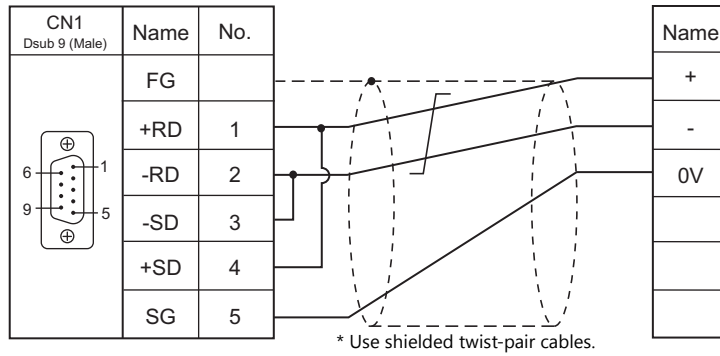 CN1
Dsub 9 (Male)
Name
No.
Name
FG
+
+RD
1
-
-RD
2
0V
-SD
3
+SD
4
SG
5
6
1
9
5
* Use shielded twist-pair cables.